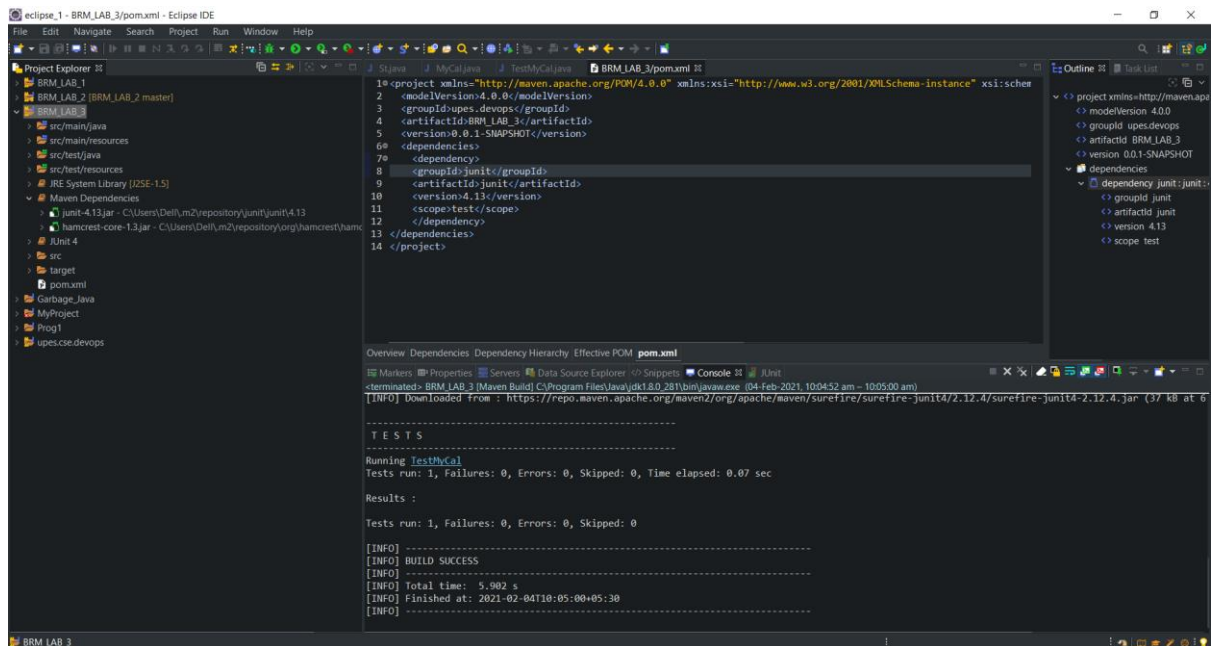 eclipse_1 - BRM_LAB_3/pom.xml - Eclipse IDE
File Edit Navigate Search Project Run Window Help
Project Explorer
BRM_LAB_1
BRM_LAB_2 [BRM_LAB_2 master]
BRM_LAB_3
src/main/java
src/main/resources
src/test/java
src/test/resources
JRE System Library [J2SE-1.5]
Maven Dependencies
junit-4.13.jar - C:\Users\Dell\.m2\repository\junit\junit\4.13
hamcrest-core-1.3.jar - C:\Users\Dell\.m2\repository\org\hamcrest\hamc
JUnit 4
src
target
pom.xml
Garbage_Java
MyProject
Prog1
upes.cse.devops
St.java MyCal.java TestMyCal.java BRM_LAB_3/pom.xml
1 <project xmlns="http://maven.apache.org/POM/4.0.0" xmlns:xsi="http://www.w3.org/2001/XMLSchema-instance" xsi:schem
2 <modelVersion>4.0.0</modelVersion>
3 <groupId>upes.devops</groupId>
4 <artifactId>BRM_LAB_3</artifactId>
5 <version>0.0.1-SNAPSHOT</version>
6 <dependencies>
7 <dependency>
8 <groupId>junit</groupId>
9 <artifactId>junit</artifactId>
10 <version>4.13</version>
11 <scope>test</scope>
12 </dependency>
13 </dependencies>
14 </project>
Overview Dependencies Dependency Hierarchy Effective POM pom.xml
Outline Task List
project xmlns=http://maven.apa
modelVersion 4.0.0
groupId upes.devops
artifactId BRM_LAB_3
version 0.0.1-SNAPSHOT
dependencies
dependency junit : junit :
groupId junit
artifactId junit
version 4.13
scope test
Markers Properties Servers Data Source Explorer Snippets Console JUnit
<terminated> BRM_LAB_3 [Maven Build] C:\Program Files\Java\jdk1.8.0_281\bin\javaw.exe (04-Feb-2021, 10:04:52 am – 10:05:00 am)
[INFO] Downloaded from : https://repo.maven.apache.org/maven2/org/apache/maven/surefire/surefire-junit4/2.12.4/surefire-junit4-2.12.4.jar (37 kB at 6
-------------------------------------------------------
T E S T S
-------------------------------------------------------
Running TestMyCal
Tests run: 1, Failures: 0, Errors: 0, Skipped: 0, Time elapsed: 0.07 sec
Results :
Tests run: 1, Failures: 0, Errors: 0, Skipped: 0
[INFO] ------------------------------------------------------------------------
[INFO] BUILD SUCCESS
[INFO] ------------------------------------------------------------------------
[INFO] Total time: 5.902 s
[INFO] Finished at: 2021-02-04T10:05:00+05:30
[INFO] ------------------------------------------------------------------------
BRM_LAB_3